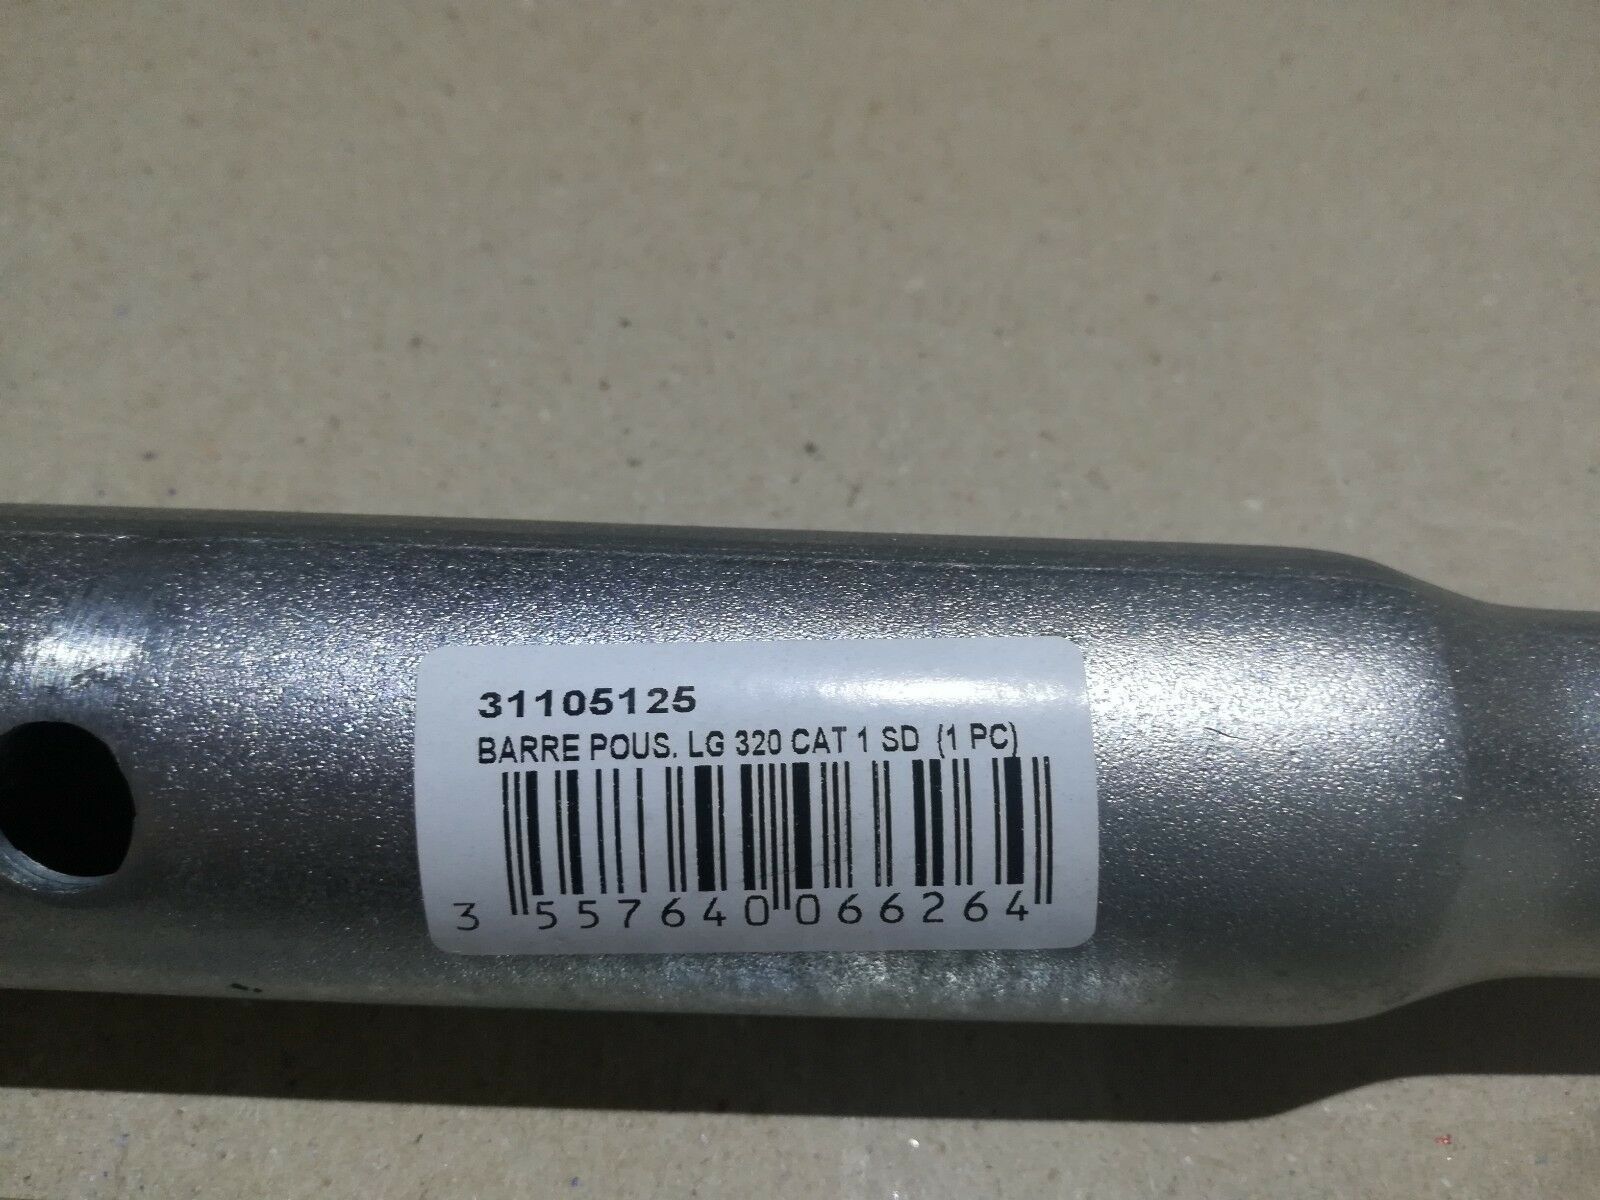 31105125
BARRE POUS. LG 320 CAT 1 SD (1 PC)
3 557640 066264